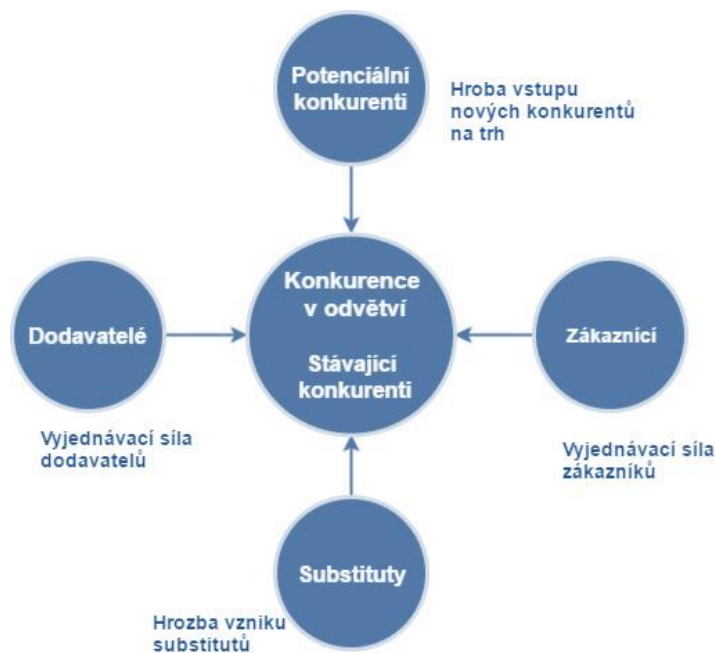 Potenciální
konkurenti
Hroba vstupu
nových konkurentů
na trh
Konkurence
v odvětví
Stávající
konkurenti
Dodavatelé
Zákaznící
Vyjednávací síla
dodavatelů
Vyjednávací síla
zákazníků
Substituty
Hrozba vzniku
substitutů